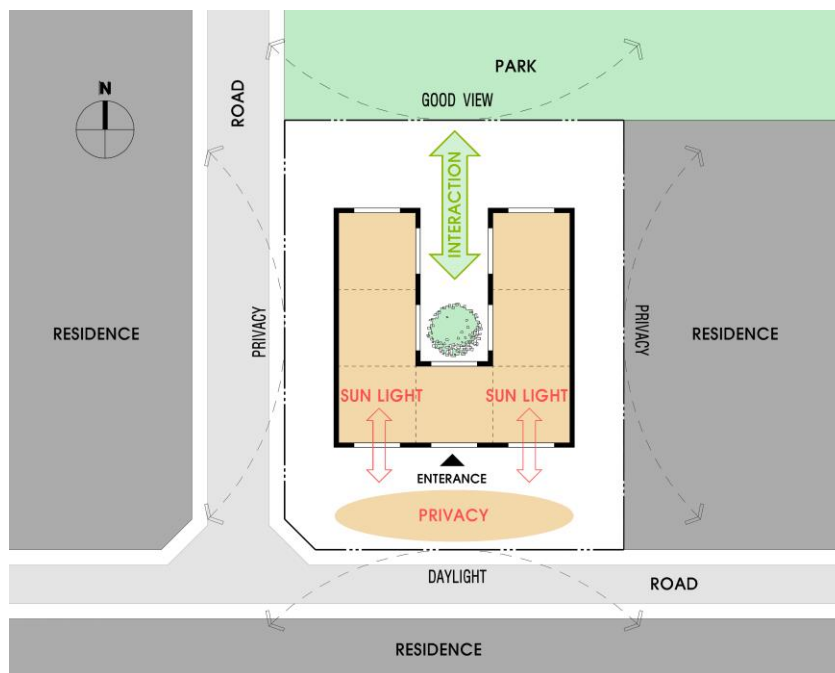 PARK
ROAD
N
GOOD VIEW
INTERACTION
RESIDENCE
PRIVACY
PRIVACY
RESIDENCE
SUN LIGHT
SUN LIGHT
ENTERANCE
PRIVACY
DAYLIGHT
ROAD
RESIDENCE